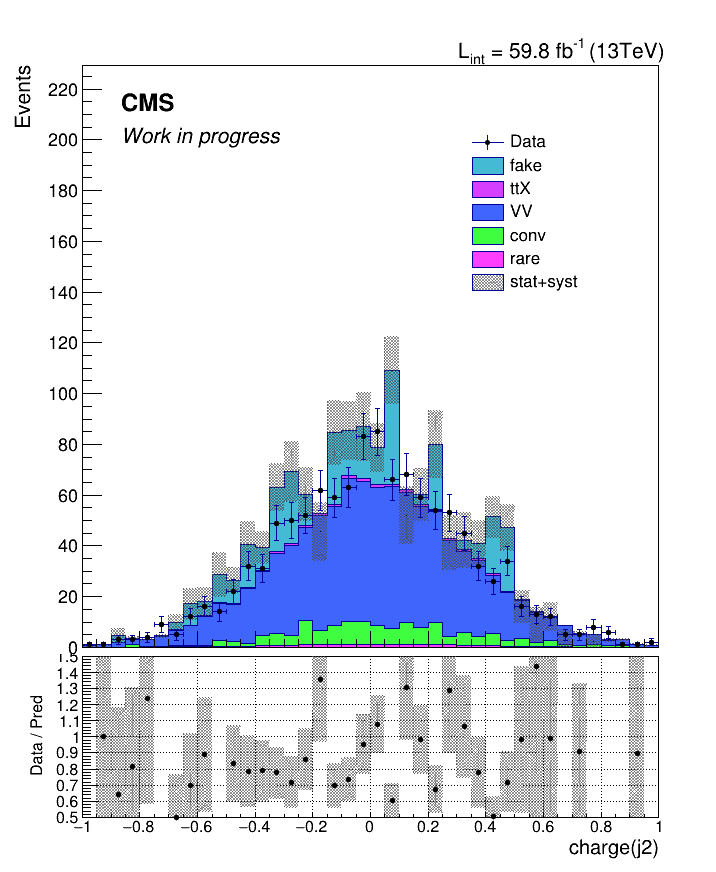 L_int = 59.8 fb^-1 (13TeV)
Events
CMS
Work in progress
Data
fake
ttX
VV
conv
rare
stat+syst
220
200
180
160
140
120
100
80
60
40
20
0
Data / Pred
1.5
1.4
1.3
1.2
1.1
1
0.9
0.8
0.7
0.6
0.5
−1 −0.8 −0.6 −0.4 −0.2 0 0.2 0.4 0.6 0.8 1
charge(j2)